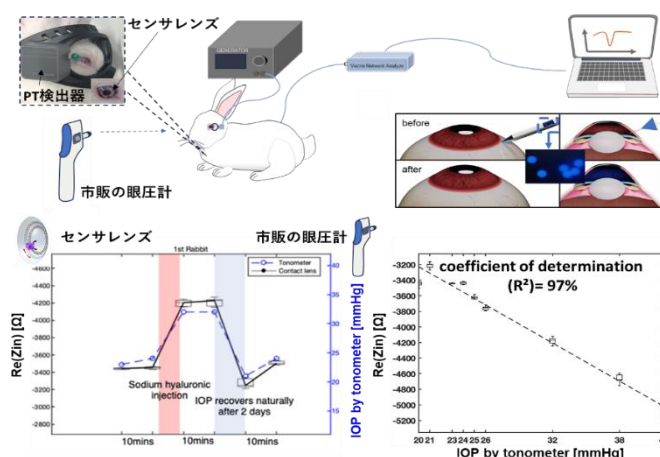 センサレンズ
GENERATOR
PT検出器
Vector Network Analyze
before
after
市販の眼圧計
センサレンズ
市販の眼圧計
1st Rabbit
Tonometer
Contact lens
-4600
-4400
-4200
-4000
-3800
-3600
-3400
-3200
-3000
-2800
Re(Zin) [Ω]
35
30
25
20
15
IOP by tonometer [mmHg]
Sodium hyaluronic
injection
IOP recovers naturally
after 2 days
10mins
10mins
10mins
coefficient of determination
(R²)= 97%
-3200
-3400
-3600
-3800
-4000
-4200
-4400
-4600
-4800
-5000
Re(Zin) [Ω]
20 21 23 24 25 26 32 38
IOP by tonometer [mmHg]